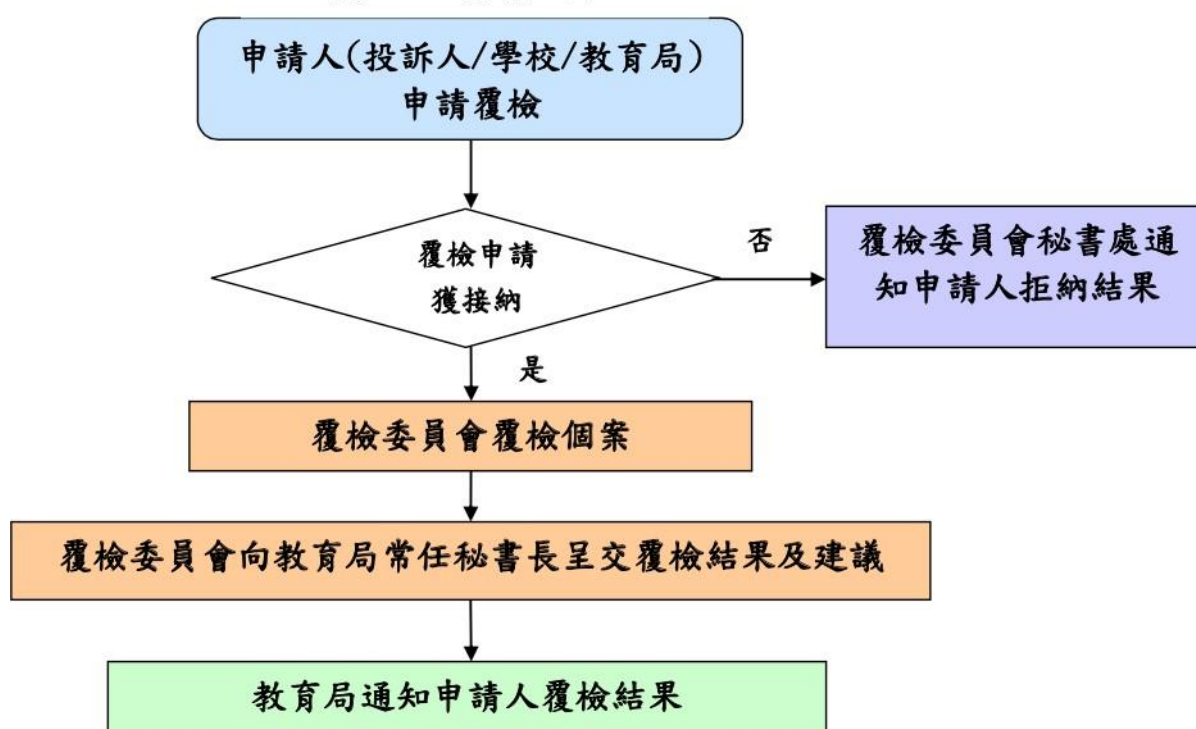 申請人(投訴人/學校/教育局)
申請覆檢
覆檢申請
獲接納
否
覆檢委員會秘書處通
知申請人拒納結果
是
覆檢委員會覆檢個案
覆檢委員會向教育局常任秘書長呈交覆檢結果及建議
教育局通知申請人覆檢結果